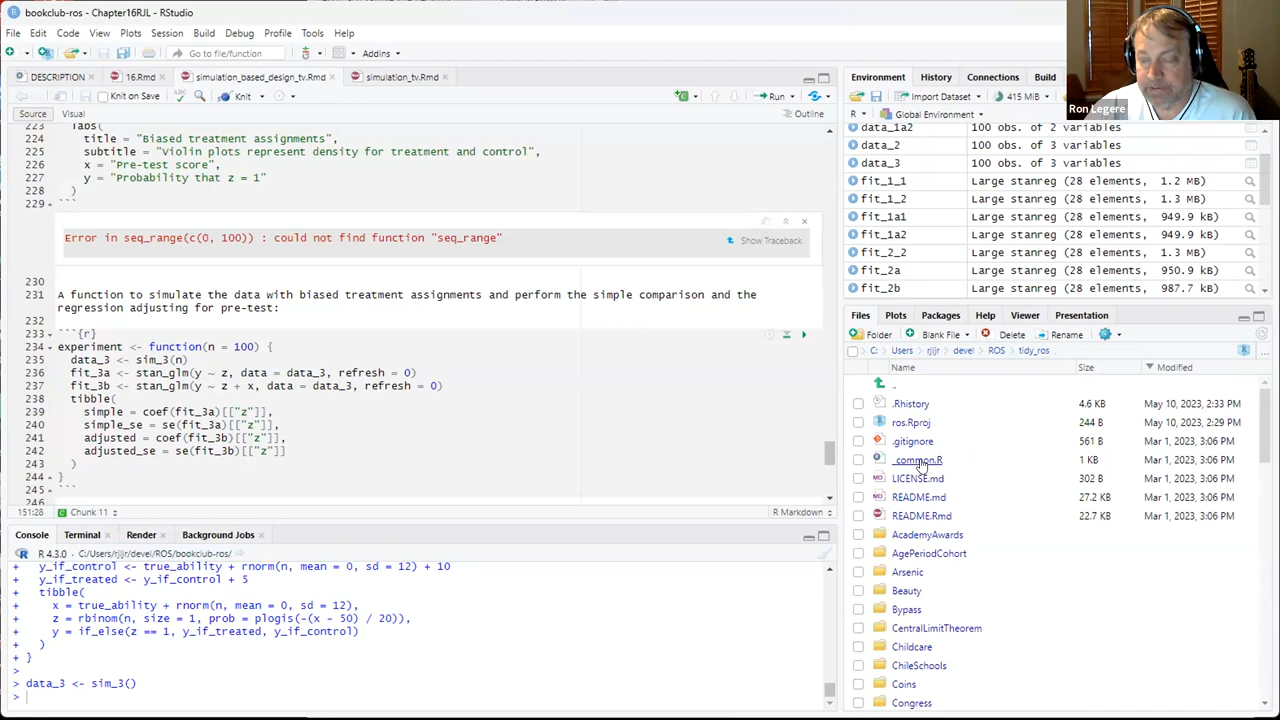 bookclub-ros - Chapter16RJL - RStudio
File Edit Code View Plots Session Build Debug Profile Tools Help
Go to file/function Addins
DESCRIPTION 16.Rmd simulation_based_design_tv.Rmd simulation_tv.Rmd
Knit on Save Knit Run
Source Visual Outline
223 labs(
224 title = "Biased treatment assignments",
225 subtitle = "Violin plots represent density for treatment and control",
226 x = "Pre-test score",
227 y = "Probability that z = 1"
228 )
229 ```
Error in seq_range(c(0, 100)) : could not find function "seq_range"
Show Traceback
230
231 A function to simulate the data with biased treatment assignments and perform the simple comparison and the
regression adjusting for pre-test:
232
233 ```{r}
234 experiment <- function(n = 100) {
235 data_3 <- sim_3(n)
236 fit_3a <- stan_glm(y ~ z, data = data_3, refresh = 0)
237 fit_3b <- stan_glm(y ~ z + x, data = data_3, refresh = 0)
238 tibble(
239 simple = coef(fit_3a)[["z"]],
240 simple_se = se(fit_3a)[["z"]],
241 adjusted = coef(fit_3b)[["z"]],
242 adjusted_se = se(fit_3b)[["z"]]
243 )
244 }
245 ```
246
151:28 Chunk 11 R Markdown
Console Terminal Render Background Jobs
R 4.3.0 . C:/Users/rjljr/devel/ROS/bookclub-ros/
+ y_if_control <- true_ability + rnorm(n, mean = 0, sd = 12) + 10
+ y_if_treated <- y_if_control + 5
+ tibble(
+ x = true_ability + rnorm(n, mean = 0, sd = 12),
+ z = rbinom(n, size = 1, prob = plogis(-(x - 50) / 20)),
+ y = if_else(z == 1, y_if_treated, y_if_control)
+ )
+ }
>
> data_3 <- sim_3()
>
Ron Legere
Environment History Connections Build
Import Dataset 415 MiB
R Global Environment
data_1a2 100 obs. of 2 variables
data_2 100 obs. of 3 variables
data_3 100 obs. of 3 variables
fit_1_1 Large stanreg (28 elements, 1.2 MB)
fit_1_2 Large stanreg (28 elements, 1.3 MB)
fit_1a1 Large stanreg (28 elements, 949.9 kB)
fit_1a2 Large stanreg (28 elements, 949.9 kB)
fit_2_2 Large stanreg (28 elements, 1.3 MB)
fit_2a Large stanreg (28 elements, 950.9 kB)
fit_2b Large stanreg (28 elements, 987.7 kB)
Files Plots Packages Help Viewer Presentation
Folder Blank File Delete Rename
C: Users rjljr devel ROS tidy_ros
Name Size Modified
..
.Rhistory 4.6 KB May 10, 2023, 2:33 PM
ros.Rproj 244 B May 10, 2023, 2:29 PM
.gitignore 561 B Mar 1, 2023, 3:06 PM
_common.R 1 KB Mar 1, 2023, 3:06 PM
LICENSE.md 302 B Mar 1, 2023, 3:06 PM
README.md 27.2 KB Mar 1, 2023, 3:06 PM
README.Rmd 22.7 KB Mar 1, 2023, 3:06 PM
AcademyAwards
AgePeriodCohort
Arsenic
Beauty
Bypass
CentralLimitTheorem
Childcare
ChileSchools
Coins
Congress